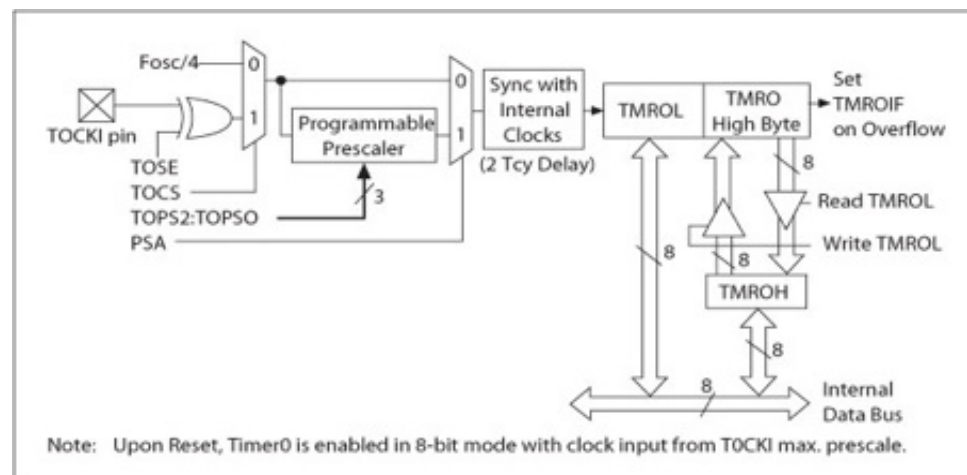 Fosc/4
0
1
TOCKI pin
TOSE
TOCS
TOPS2:TOPSO
PSA
Programmable
Prescaler
3
0
1
Sync with
Internal
Clocks
(2 Tcy Delay)
TMROL
TMRO
High Byte
Set
TMROIF
on Overflow
8
Read TMROL
Write TMROL
8
8
TMROH
8
8
Internal
Data Bus
Note: Upon Reset, Timer0 is enabled in 8-bit mode with clock input from T0CKI max. prescale.